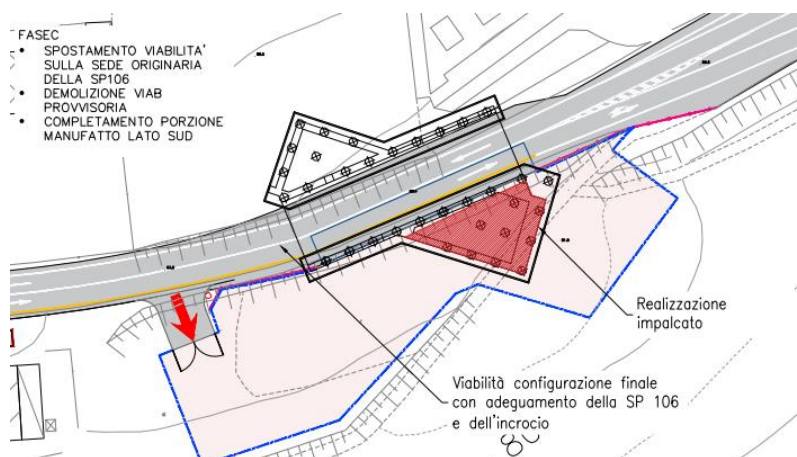 FASEC
• SPOSTAMENTO VIABILITA'
SULLA SEDE ORIGINARIA
DELLA SP106
• DEMOLIZIONE VIAB
PROVVISORIA
• COMPLETAMENTO PORZIONE
MANUFATTO LATO SUD
Realizzazione
impalcato
Viabilità configurazione finale
con adeguamento della SP 106
e dell'incrocio